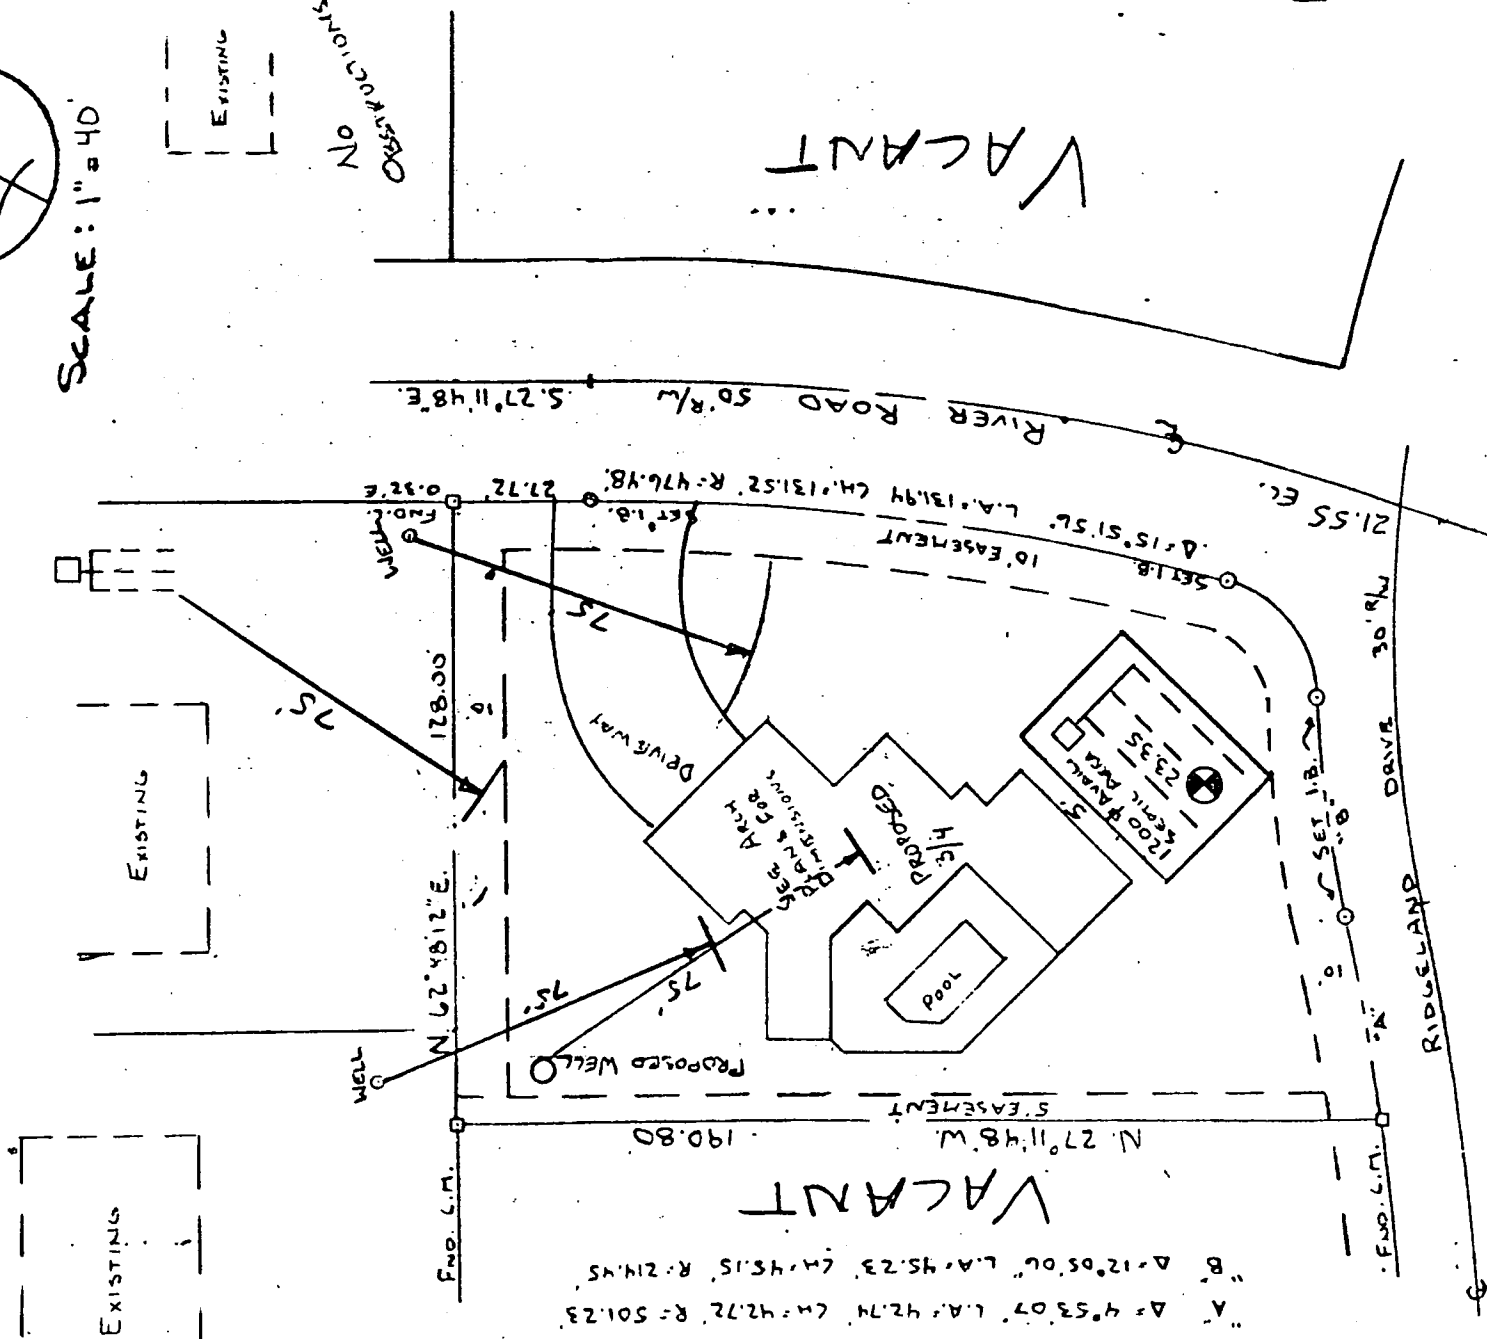 SCALE: 1" = 40'
EXISTING
No
OBSTRUCTIONS
VACANT
S. 27° 11' 48" E.
50' R/W
RIVER ROAD
21.55 EL.
FND. L.M.
0.32' E
27.72'
SET I.B.
Δ = 15° 51' 56" L.A. = 131.94 CH. = 131.52' R = 476.48'
SET I.B.
10' EASEMENT
WELL
75'
75'
128.00'
N. 62° 48' 12" E.
10'
DRIVEWAY
EXISTING
SEE ARCH
PLANS FOR
DIMENSIONS
PROPOSED
3/4
POOL
5'
1200 ⌀ AVAIL
SEPTIC AREA
23.35
30' R/W
RIDGELAND DRIVE
SET I.B.
"B"
10'
"A"
WELL
75'
75'
PROPOSED WELL
5' EASEMENT
N. 27° 11' 48" W. 190.80'
FND. L.M.
FND. L.M.
VACANT
EXISTING
"B" Δ = 12° 05' 06" L.A. = 45.23' CH = 45.15' R = 214.45'
"A" Δ = 4° 53' 07" L.A. = 42.74' CH = 42.72' R = 501.23'